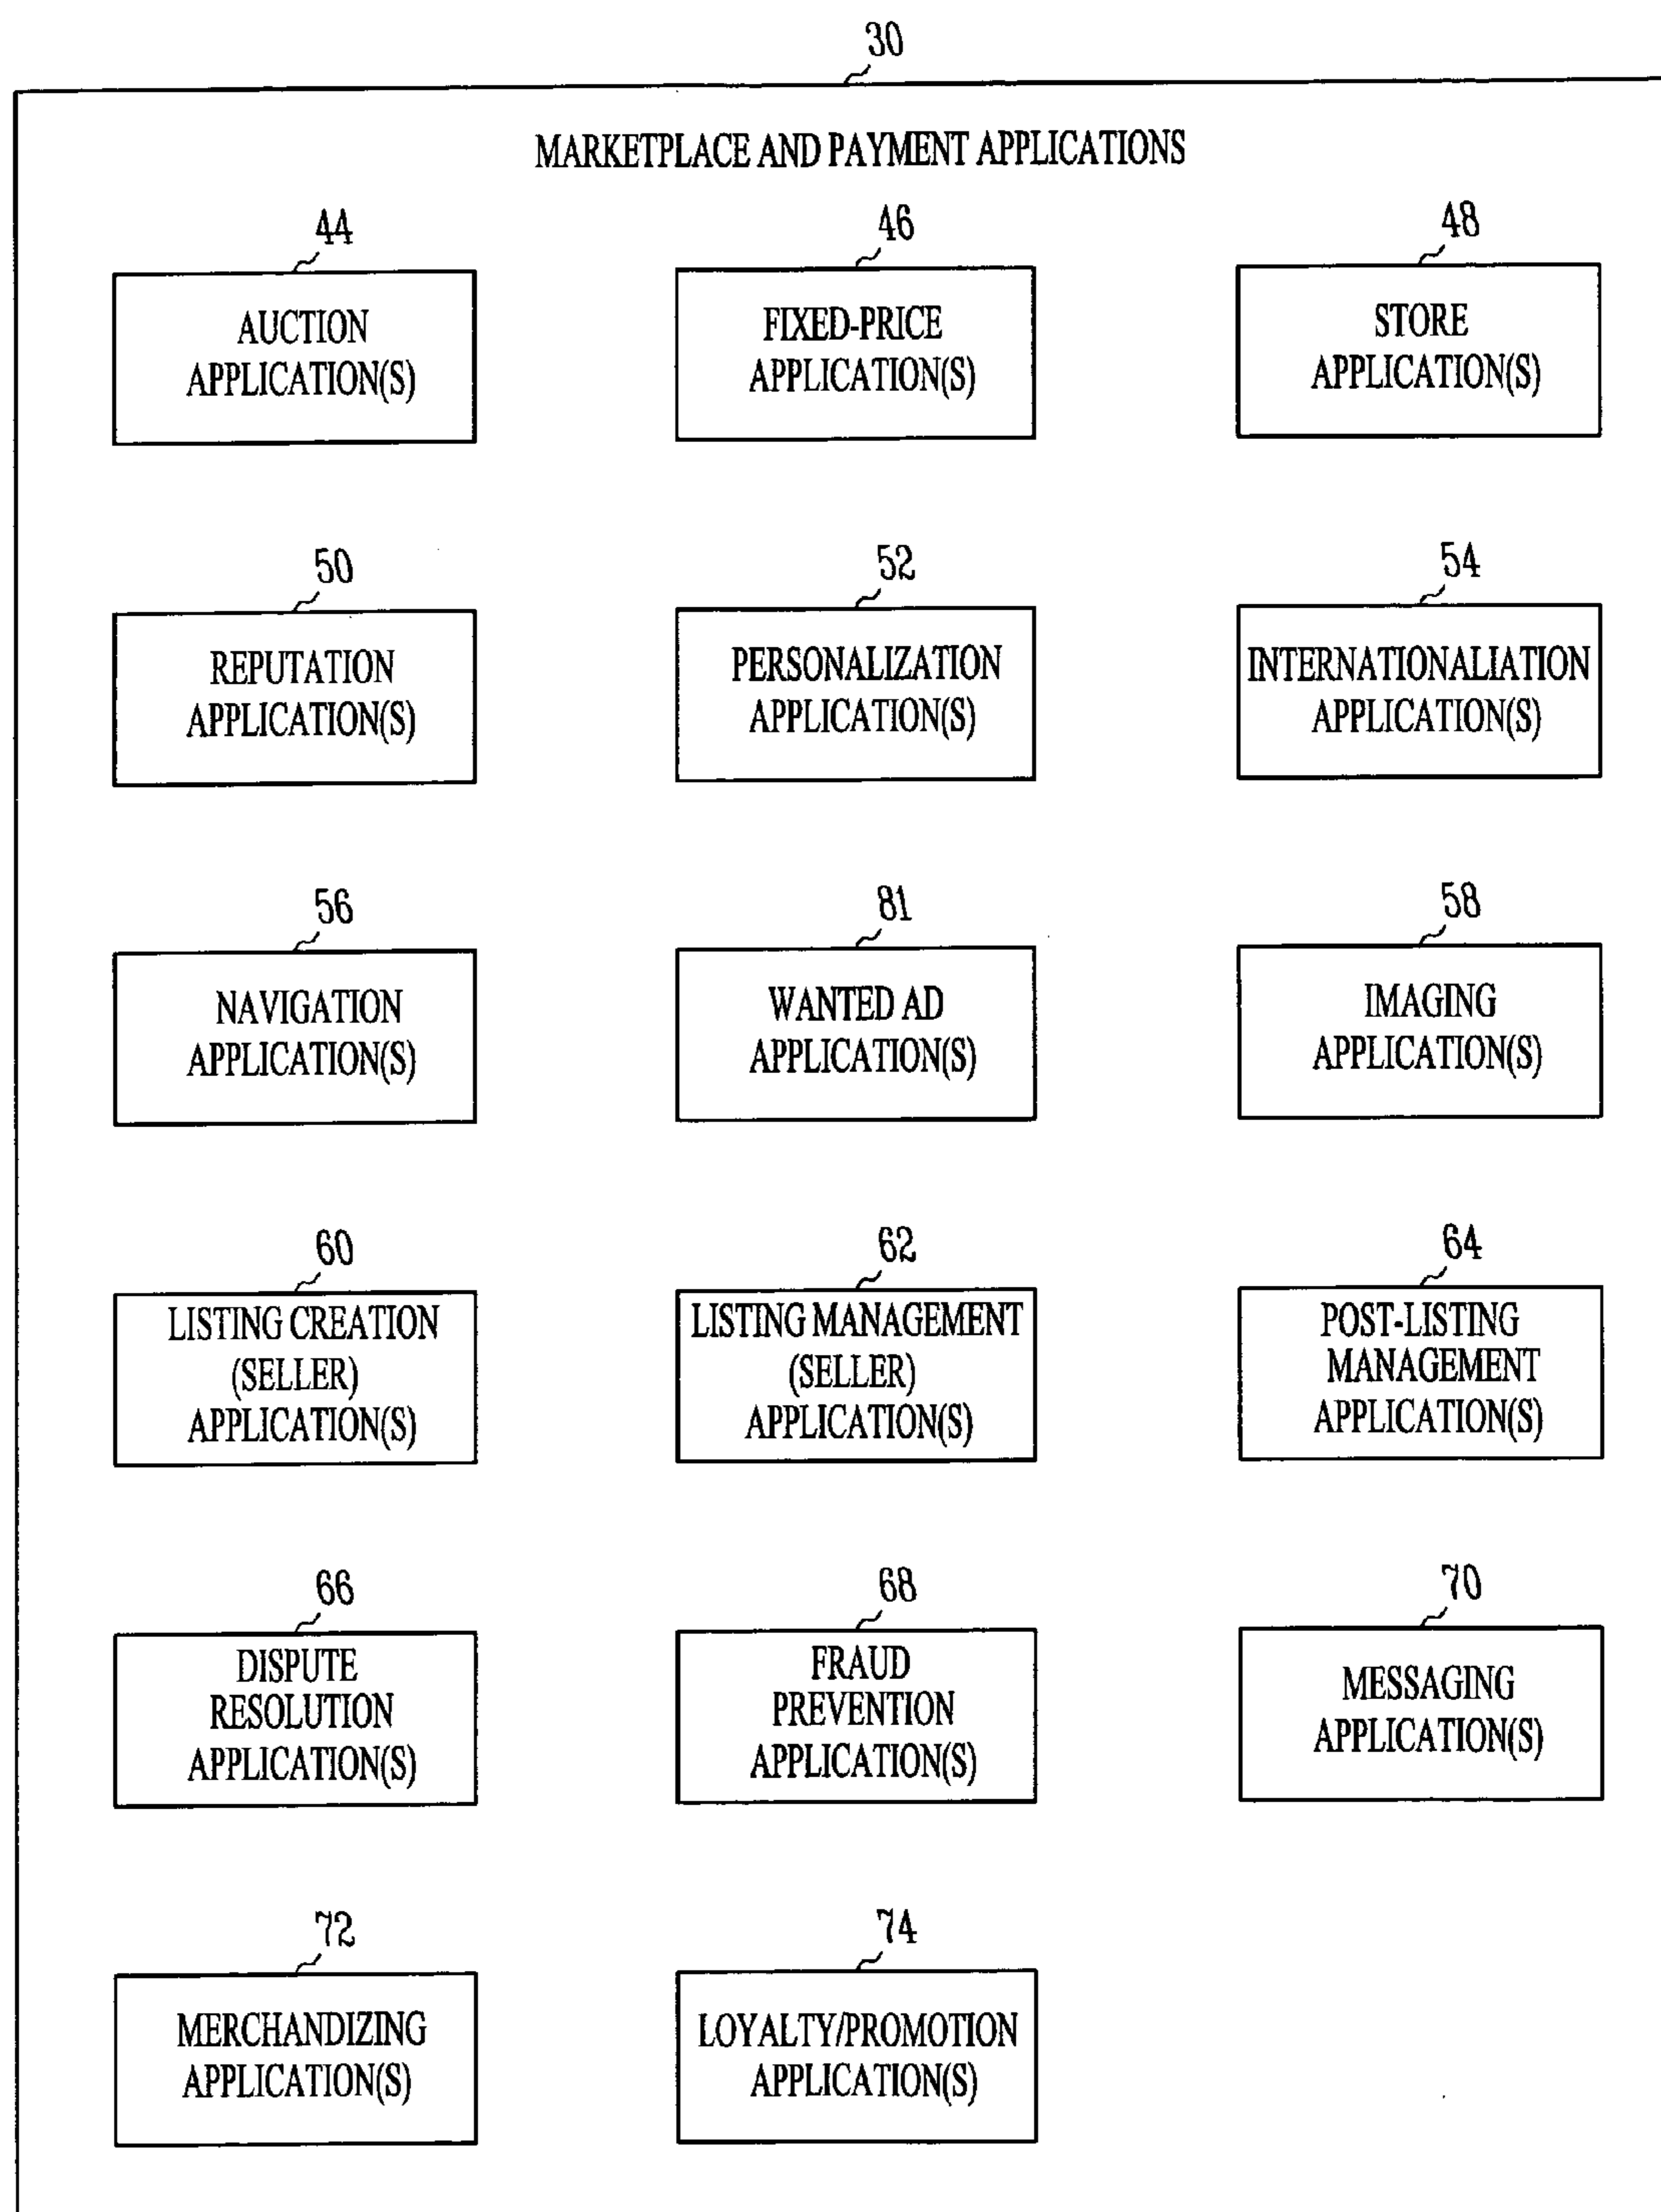 30
MARKETPLACE AND PAYMENT APPLICATIONS
44
AUCTION
APPLICATION(S)
46
FIXED-PRICE
APPLICATION(S)
48
STORE
APPLICATION(S)
50
REPUTATION
APPLICATION(S)
52
PERSONALIZATION
APPLICATION(S)
54
INTERNATIONALIATION
APPLICATION(S)
56
NAVIGATION
APPLICATION(S)
81
WANTED AD
APPLICATION(S)
58
IMAGING
APPLICATION(S)
60
LISTING CREATION
(SELLER)
APPLICATION(S)
62
LISTING MANAGEMENT
(SELLER)
APPLICATION(S)
64
POST-LISTING
MANAGEMENT
APPLICATION(S)
66
DISPUTE
RESOLUTION
APPLICATION(S)
68
FRAUD
PREVENTION
APPLICATION(S)
70
MESSAGING
APPLICATION(S)
72
MERCHANDIZING
APPLICATION(S)
74
LOYALTY/PROMOTION
APPLICATION(S)